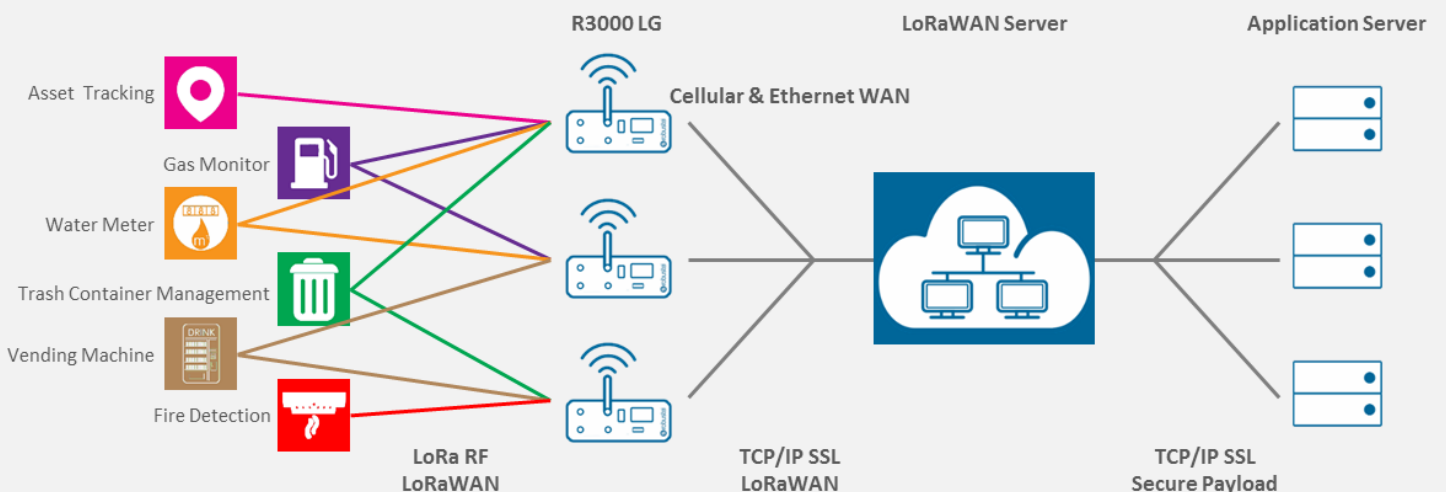 R3000 LG
LoRaWAN Server
Application Server
Asset Tracking
Cellular & Ethernet WAN
Gas Monitor
Water Meter
m
Trash Container Management
DRINK
Vending Machine
Fire Detection
LoRa RF
LoRaWAN
TCP/IP SSL
LoRaWAN
TCP/IP SSL
Secure Payload